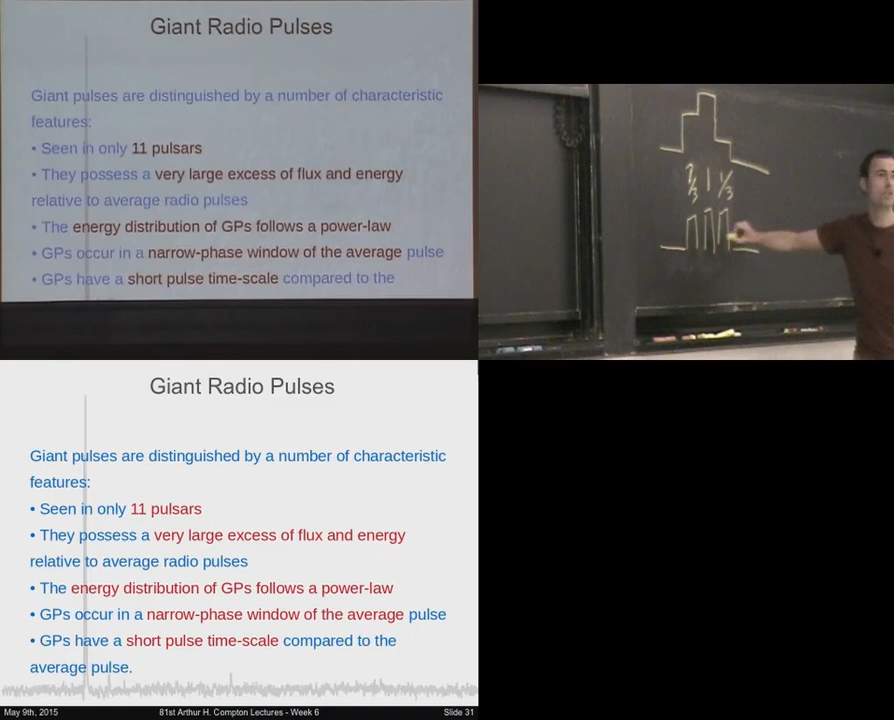 Giant Radio Pulses
Giant pulses are distinguished by a number of characteristic
features:
• Seen in only 11 pulsars
• They possess a very large excess of flux and energy
relative to average radio pulses
• The energy distribution of GPs follows a power-law
• GPs occur in a narrow-phase window of the average pulse
• GPs have a short pulse time-scale compared to the
1/3
Giant Radio Pulses
Giant pulses are distinguished by a number of characteristic
features:
• Seen in only 11 pulsars
• They possess a very large excess of flux and energy
relative to average radio pulses
• The energy distribution of GPs follows a power-law
• GPs occur in a narrow-phase window of the average pulse
• GPs have a short pulse time-scale compared to the
average pulse.
May 9th, 2015 81st Arthur H. Compton Lectures - Week 6 Slide 31